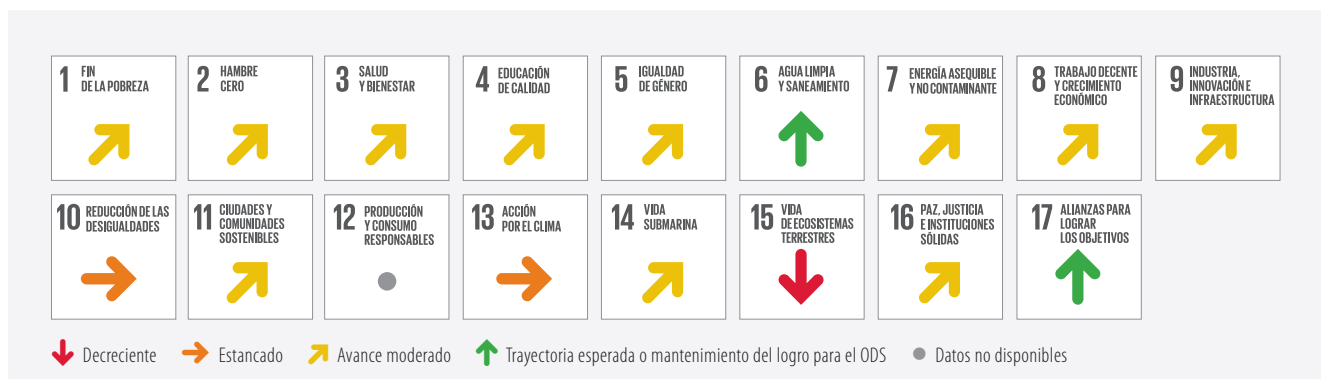 1 FIN
DE LA POBREZA
2 HAMBRE
CERO
3 SALUD
Y BIENESTAR
4 EDUCACIÓN
DE CALIDAD
5 IGUALDAD
DE GÉNERO
6 AGUA LIMPIA
Y SANEAMIENTO
7 ENERGÍA ASEQUIBLE
Y NO CONTAMINANTE
8 TRABAJO DECENTE
Y CRECIMIENTO
ECONÓMICO
9 INDUSTRIA,
INNOVACIÓN E
INFRAESTRUCTURA
10 REDUCCIÓN DE LAS
DESIGUALDADES
11 CIUDADES Y
COMUNIDADES
SOSTENIBLES
12 PRODUCCIÓN
Y CONSUMO
RESPONSABLES
13 ACCIÓN
POR EL CLIMA
14 VIDA
SUBMARINA
15 VIDA
DE ECOSISTEMAS
TERRESTRES
16 PAZ, JUSTICIA
E INSTITUCIONES
SÓLIDAS
17 ALIANZAS PARA
LOGRAR
LOS OBJETIVOS
Decreciente
Estancado
Avance moderado
Trayectoria esperada o mantenimiento del logro para el ODS
Datos no disponibles